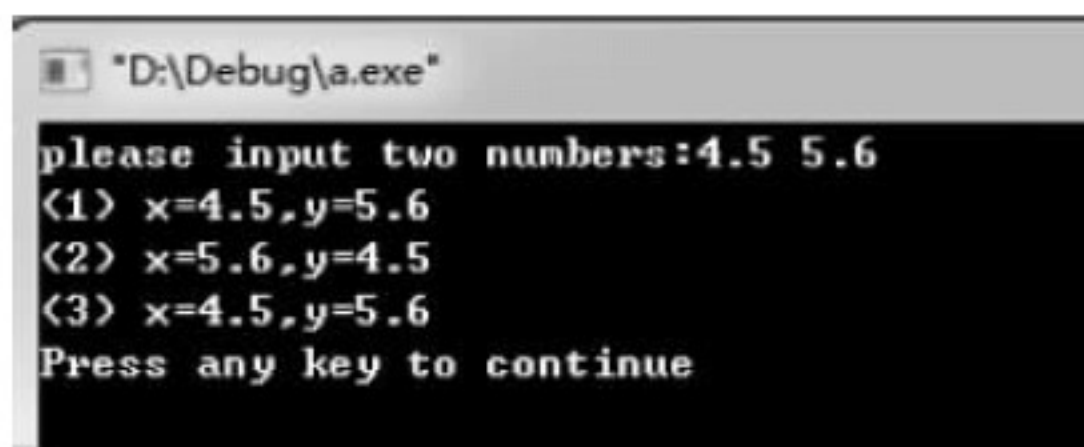 "D:\Debug\a.exe"
please input two numbers:4.5 5.6
(1) x=4.5,y=5.6
(2) x=5.6,y=4.5
(3) x=4.5,y=5.6
Press any key to continue